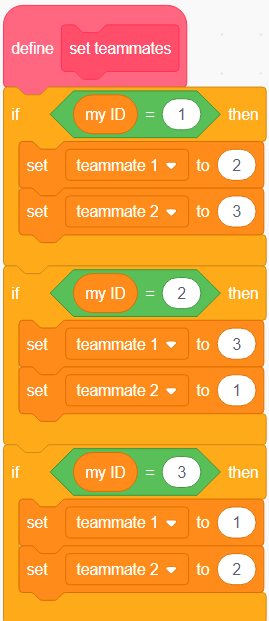 define set teammates
if my ID = 1 then
set teammate 1 to 2
set teammate 2 to 3
if my ID = 2 then
set teammate 1 to 3
set teammate 2 to 1
if my ID = 3 then
set teammate 1 to 1
set teammate 2 to 2